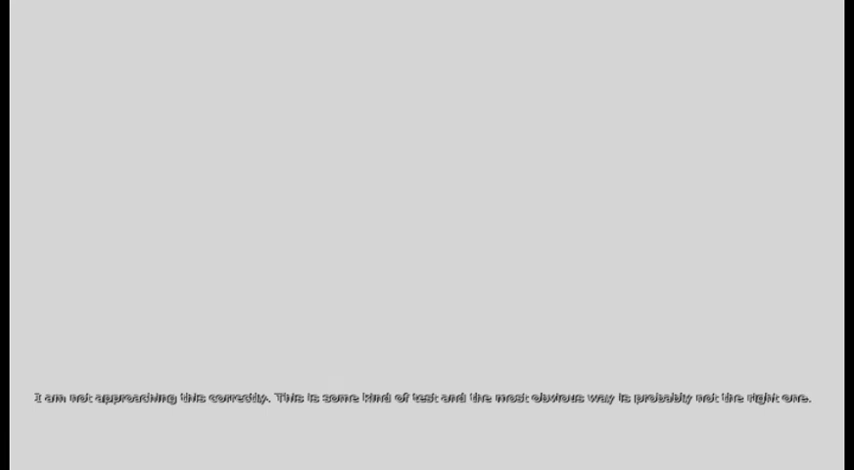 I am not approaching this correctly. This is some kind of test and the most obvious way is probably not the right one.